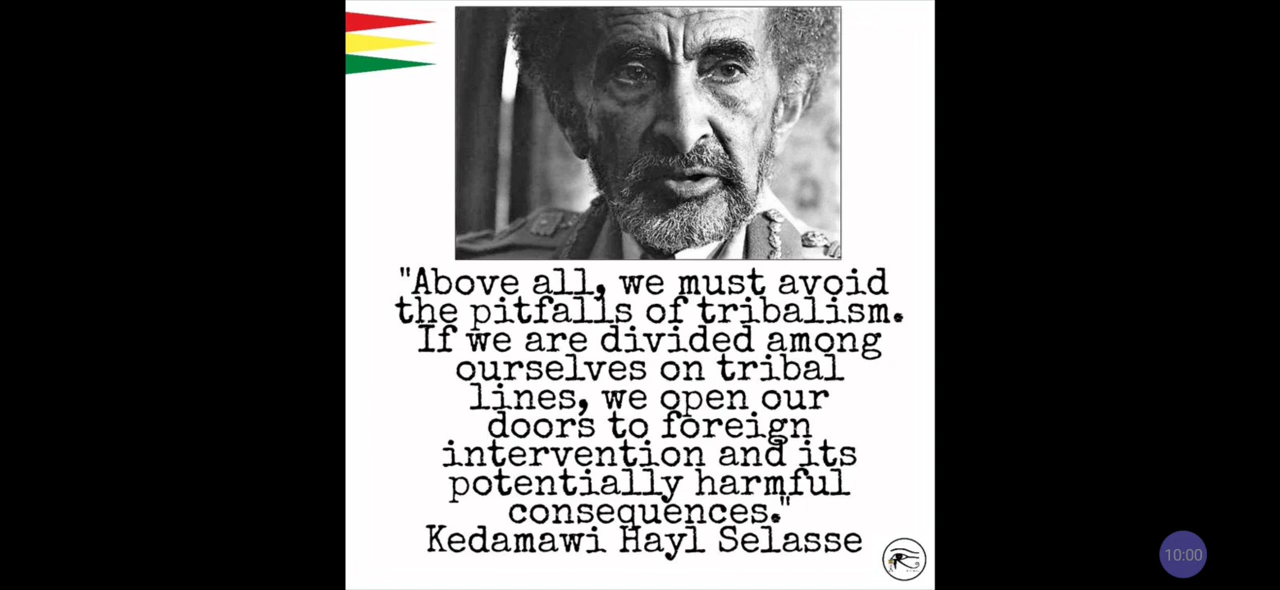 "Above all, we must avoid
the pitfalls of tribalism.
If we are divided among
ourselves on tribal
lines, we open our
doors to foreign
intervention and its
potentially harmful
consequences."
Kedamawi Hayl Selasse
10:00